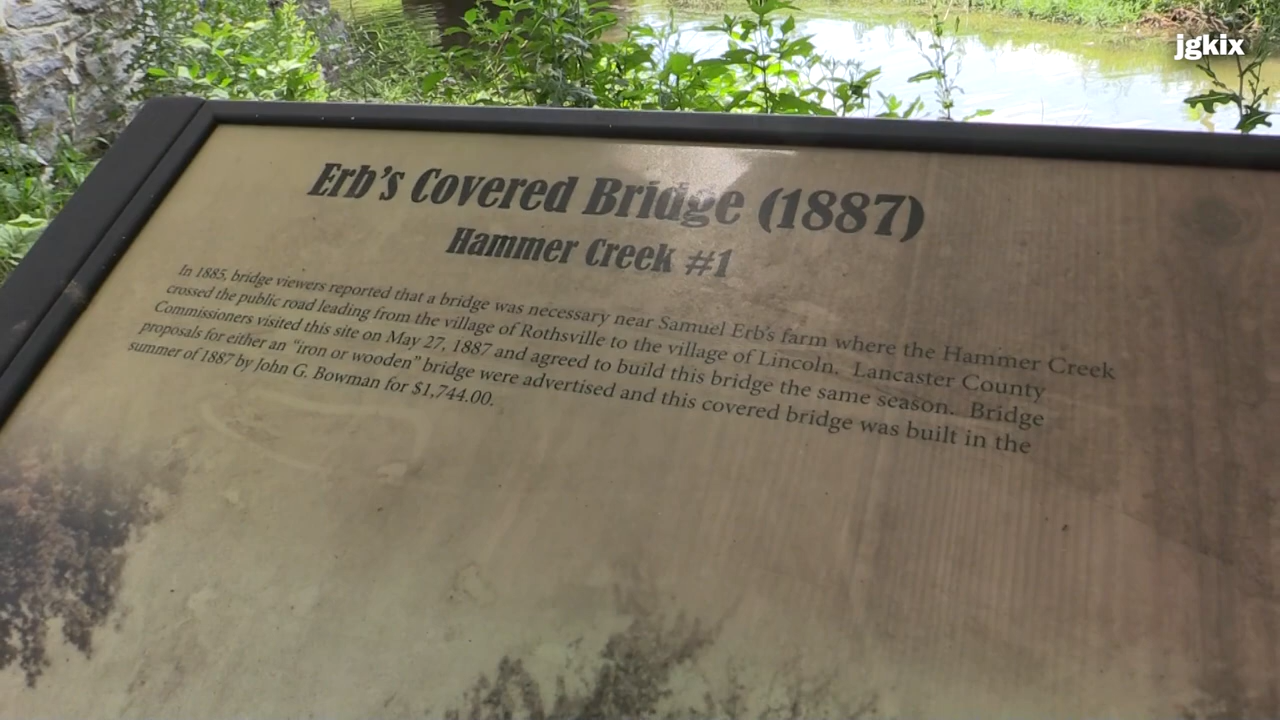 jgkix
Erb's Covered Bridge (1887)
Hammer Creek #1
In 1885, bridge viewers reported that a bridge was necessary near Samuel Erb's farm where the Hammer Creek
crossed the public road leading from the village of Rothsville to the village of Lincoln. Lancaster County
Commissioners visited this site on May 27, 1887 and agreed to build this bridge the same season. Bridge
proposals for either an "iron or wooden" bridge were advertised and this covered bridge was built in the
summer of 1887 by John G. Bowman for $1,744.00.